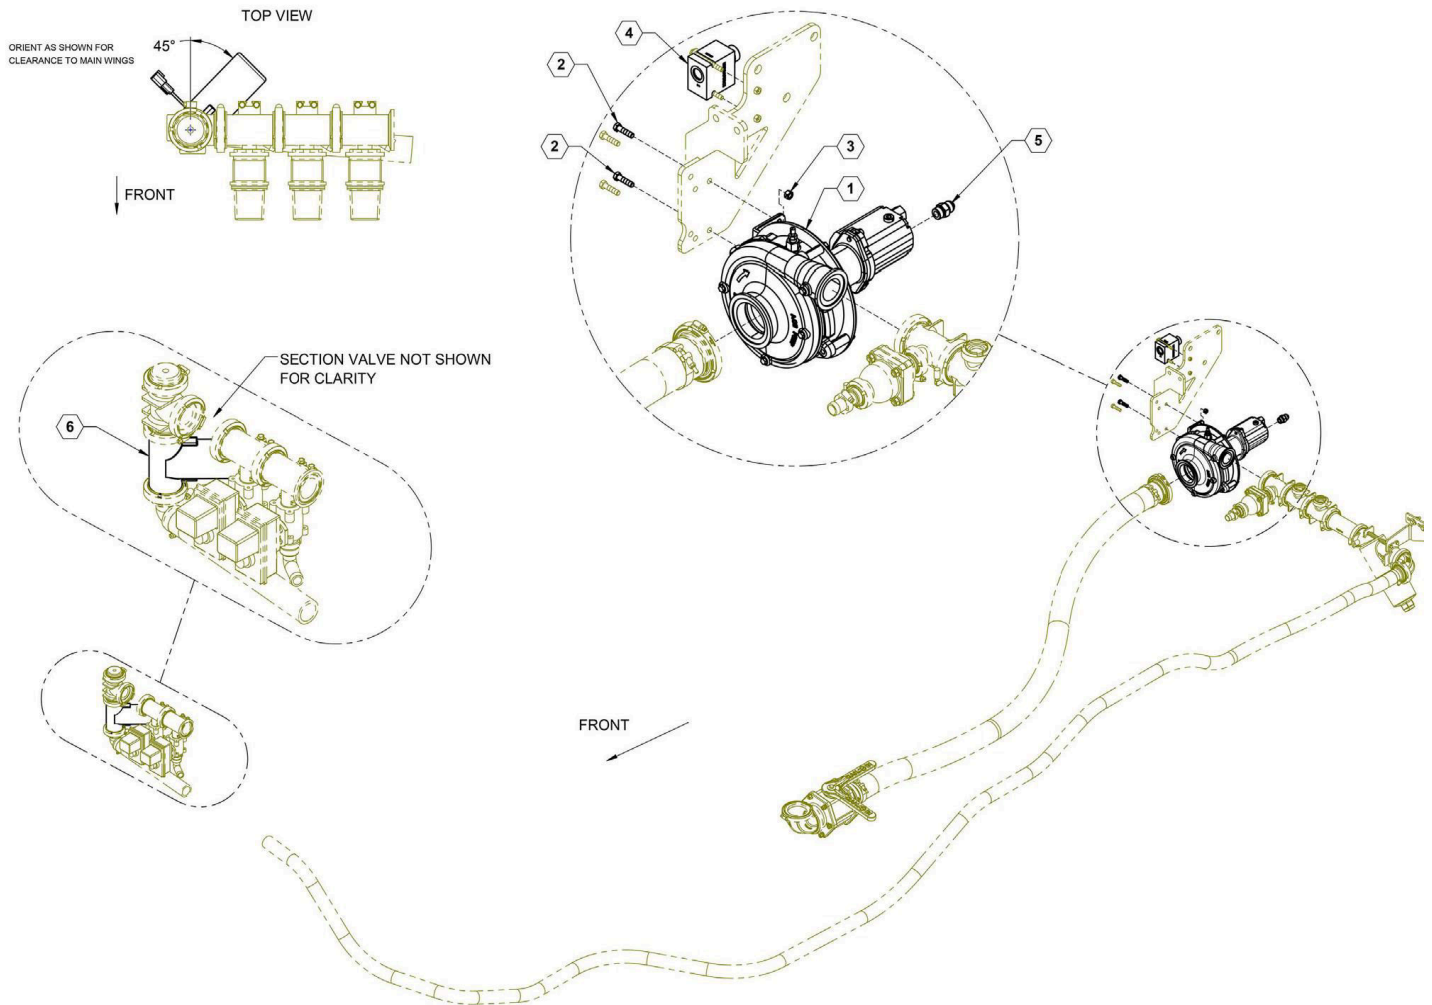 TOP VIEW
ORIENT AS SHOWN FOR
CLEARANCE TO MAIN WINGS
45°
FRONT
4
2
2
3
1
5
SECTION VALVE NOT SHOWN
FOR CLARITY
6
FRONT